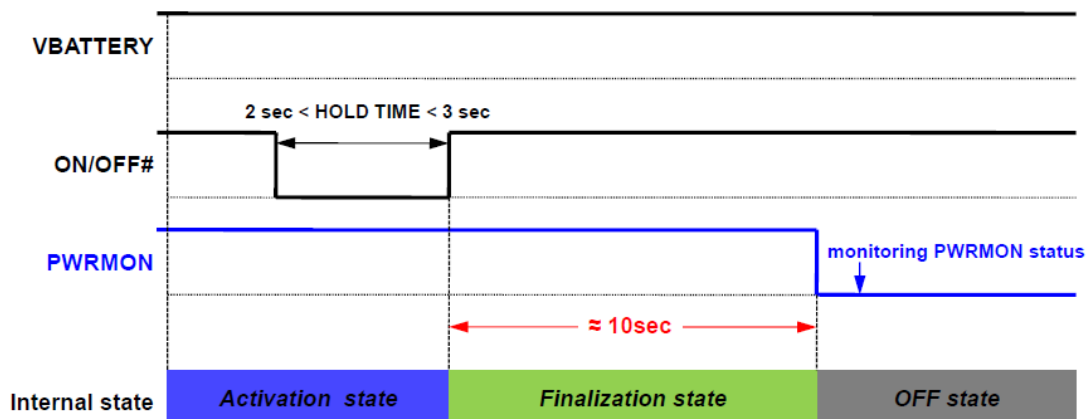 VBATTERY
2 sec < HOLD TIME < 3 sec
ON/OFF#
PWRMON
monitoring PWRMON status
≈ 10sec
Internal state
Activation state
Finalization state
OFF state